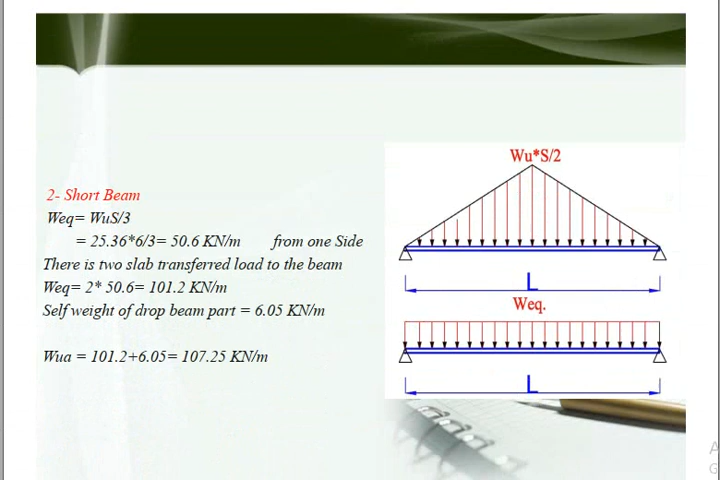 Wu*S/2
2- Short Beam
Weq= WuS/3
= 25.36*6/3= 50.6 KN/m from one Side
There is two slab transferred load to the beam
Weq= 2* 50.6= 101.2 KN/m
Self weight of drop beam part = 6.05 KN/m
Wua = 101.2+6.05= 107.25 KN/m
L
Weq.
L
A
G